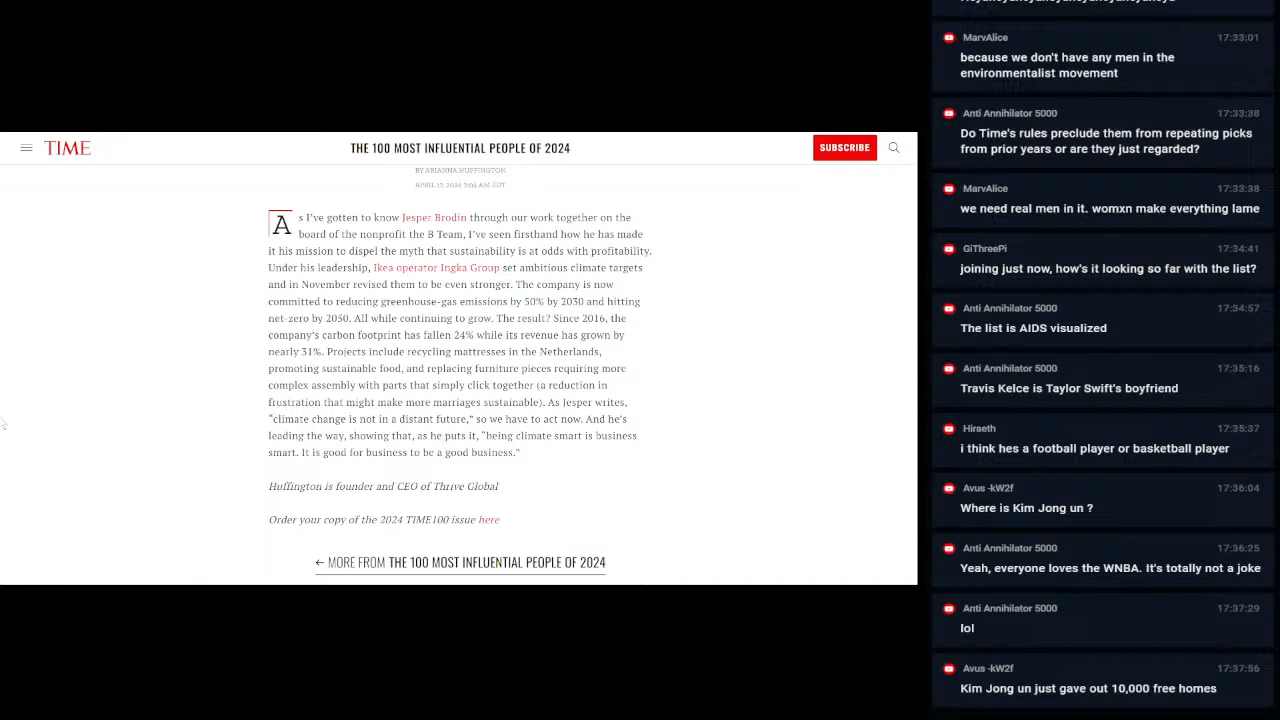 TIME
THE 100 MOST INFLUENTIAL PEOPLE OF 2024
SUBSCRIBE
BY ARIANNA HUFFINGTON
APRIL 17, 2024 7:04 AM EDT
As I’ve gotten to know Jesper Brodin through our work together on the
board of the nonprofit the B Team, I’ve seen firsthand how he has made
it his mission to dispel the myth that sustainability is at odds with profitability.
Under his leadership, Ikea operator Ingka Group set ambitious climate targets
and in November revised them to be even stronger. The company is now
committed to reducing greenhouse-gas emissions by 50% by 2030 and hitting
net-zero by 2050. All while continuing to grow. The result? Since 2016, the
company’s carbon footprint has fallen 24% while its revenue has grown by
nearly 31%. Projects include recycling mattresses in the Netherlands,
promoting sustainable food, and replacing furniture pieces requiring more
complex assembly with parts that simply click together (a reduction in
frustration that might make more marriages sustainable). As Jesper writes,
“climate change is not in a distant future,” so we have to act now. And he’s
leading the way, showing that, as he puts it, “being climate smart is business
smart. It is good for business to be a good business.”
Huffington is founder and CEO of Thrive Global
Order your copy of the 2024 TIME100 issue here
← MORE FROM THE 100 MOST INFLUENTIAL PEOPLE OF 2024
MarvAlice 17:33:01
because we don't have any men in the
environmentalist movement
Anti Annihilator 5000 17:33:38
Do Time's rules preclude them from repeating picks
from prior years or are they just regarded?
MarvAlice 17:33:38
we need real men in it. womxn make everything lame
GiThreePi 17:34:41
joining just now, how's it looking so far with the list?
Anti Annihilator 5000 17:34:57
The list is AIDS visualized
Anti Annihilator 5000 17:35:16
Travis Kelce is Taylor Swift's boyfriend
Hiraeth 17:35:37
i think hes a football player or basketball player
Avus -kW2f 17:36:04
Where is Kim Jong un ?
Anti Annihilator 5000 17:36:25
Yeah, everyone loves the WNBA. It's totally not a joke
Anti Annihilator 5000 17:37:29
lol
Avus -kW2f 17:37:56
Kim Jong un just gave out 10,000 free homes